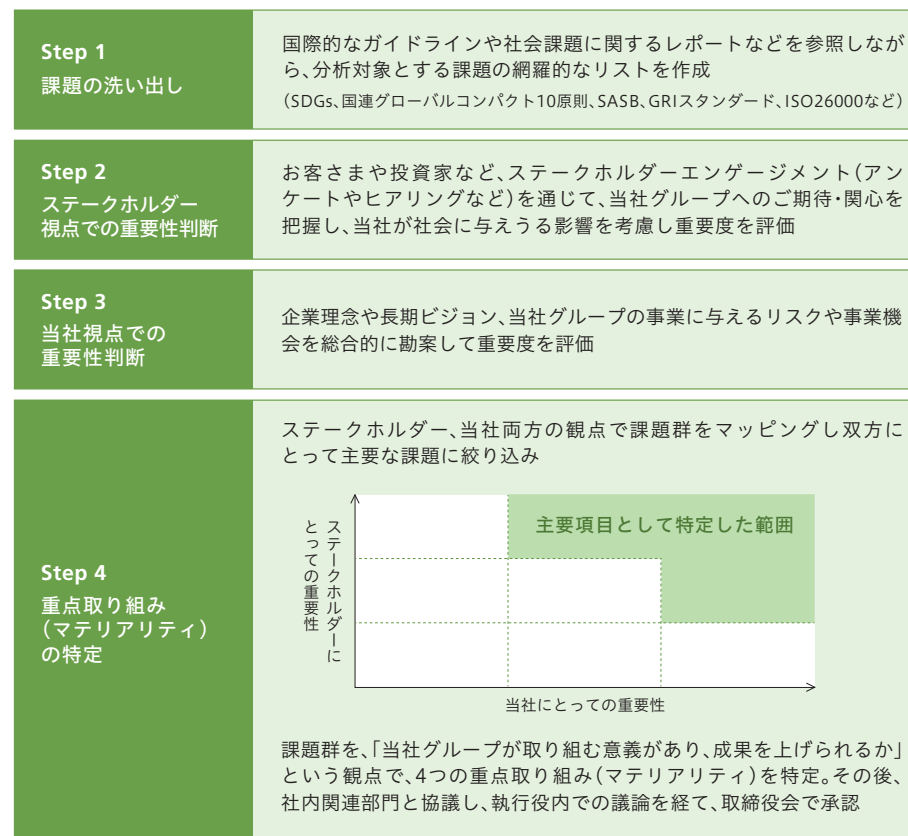 Step 1
課題の洗い出し
国際的なガイドラインや社会課題に関するレポートなどを参照しなが
ら、分析対象とする課題の網羅的なリストを作成
（SDGs、国連グローバルコンパクト10原則、SASB、GRIスタンダード、ISO26000など）
Step 2
ステークホルダー
視点での重要性判断
お客さまや投資家など、ステークホルダーエンゲージメント（アン
ケートやヒアリングなど）を通じて、当社グループへのご期待・関心を
把握し、当社が社会に与えうる影響を考慮し重要度を評価
Step 3
当社視点での
重要性判断
企業理念や長期ビジョン、当社グループの事業に与えるリスクや事業機
会を総合的に勘案して重要度を評価
Step 4
重点取り組み
（マテリアリティ）
の特定
ステークホルダー、当社両方の観点で課題群をマッピングし双方に
とって主要な課題に絞り込み
ステークホルダーに
とっての重要性
主要項目として特定した範囲
当社にとっての重要性
課題群を、「当社グループが取り組む意義があり、成果を上げられるか」
という観点で、4つの重点取り組み（マテリアリティ）を特定。その後、
社内関連部門と協議し、執行役内での議論を経て、取締役会で承認